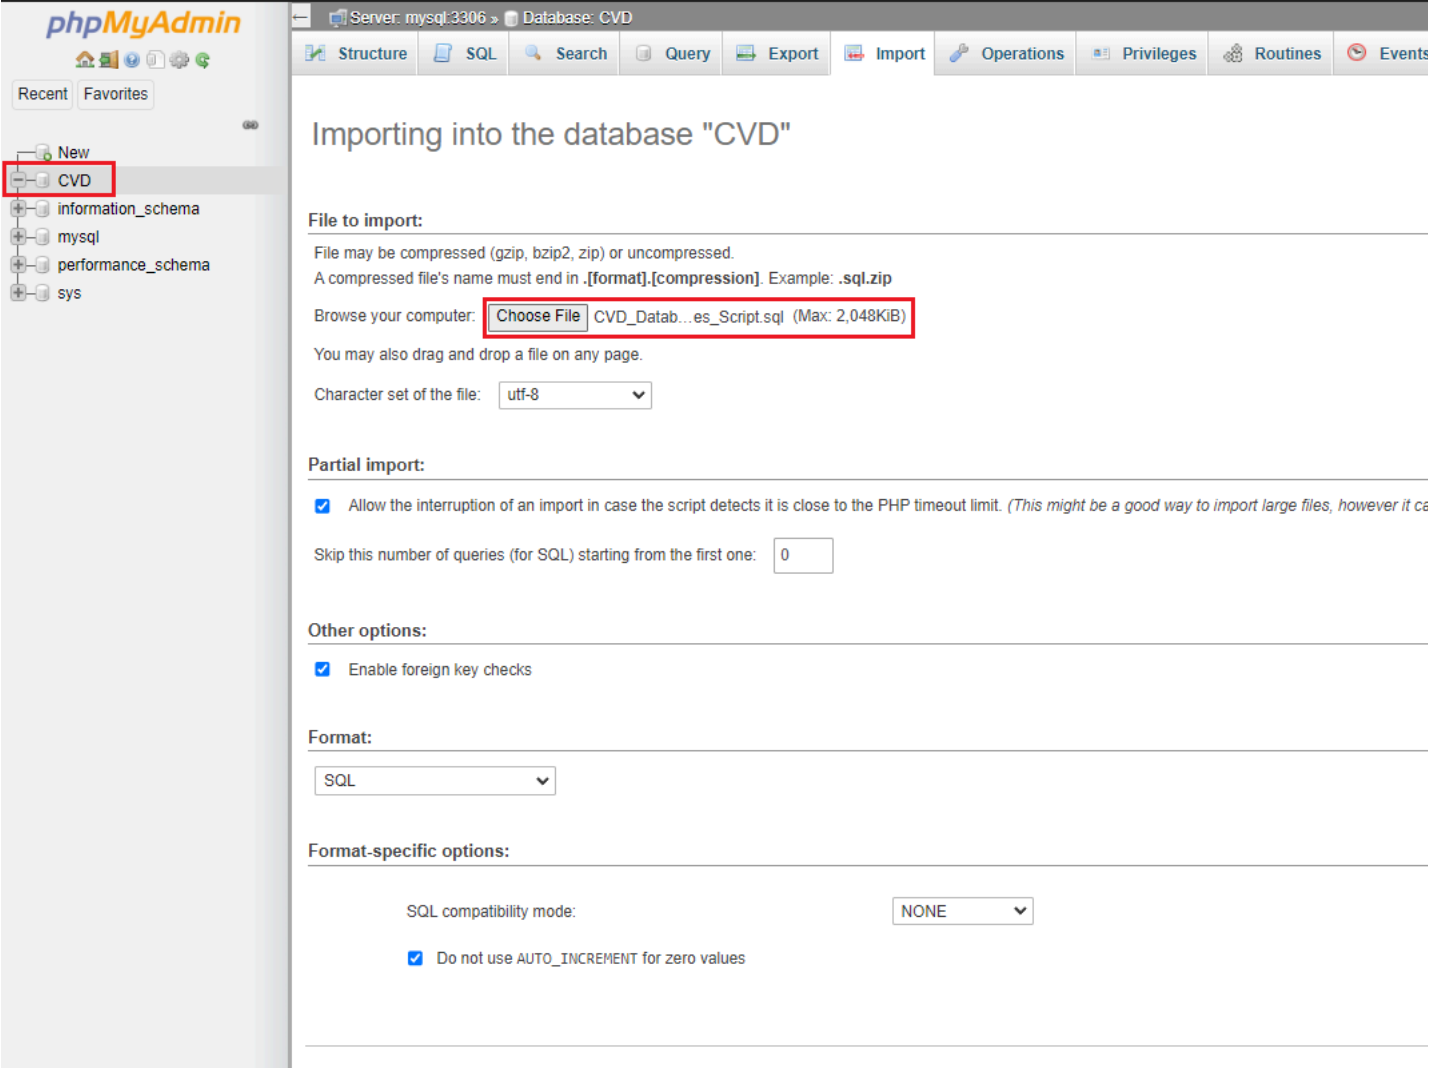 phpMyAdmin
Recent Favorites
New
CVD
information_schema
mysql
performance_schema
sys
Server: mysql:3306 » Database: CVD
Structure SQL Search Query Export Import Operations Privileges Routines Events
Importing into the database "CVD"
File to import:
File may be compressed (gzip, bzip2, zip) or uncompressed.
A compressed file's name must end in .[format].[compression]. Example: .sql.zip
Browse your computer: Choose File CVD_Datab...es_Script.sql (Max: 2,048KiB)
You may also drag and drop a file on any page.
Character set of the file: utf-8
Partial import:
Allow the interruption of an import in case the script detects it is close to the PHP timeout limit. (This might be a good way to import large files, however it ca
Skip this number of queries (for SQL) starting from the first one: 0
Other options:
Enable foreign key checks
Format:
SQL
Format-specific options:
SQL compatibility mode: NONE
Do not use AUTO_INCREMENT for zero values